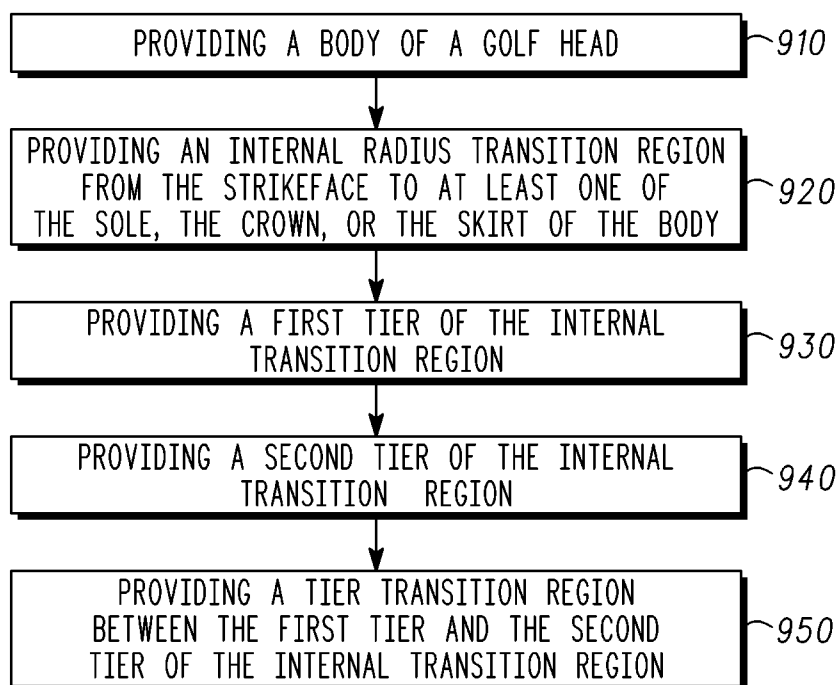 PROVIDING A BODY OF A GOLF HEAD
910
PROVIDING AN INTERNAL RADIUS TRANSITION REGION
FROM THE STRIKEFACE TO AT LEAST ONE OF
THE SOLE, THE CROWN, OR THE SKIRT OF THE BODY
920
PROVIDING A FIRST TIER OF THE INTERNAL
TRANSITION REGION
930
PROVIDING A SECOND TIER OF THE INTERNAL
TRANSITION REGION
940
PROVIDING A TIER TRANSITION REGION
BETWEEN THE FIRST TIER AND THE SECOND
TIER OF THE INTERNAL TRANSITION REGION
950